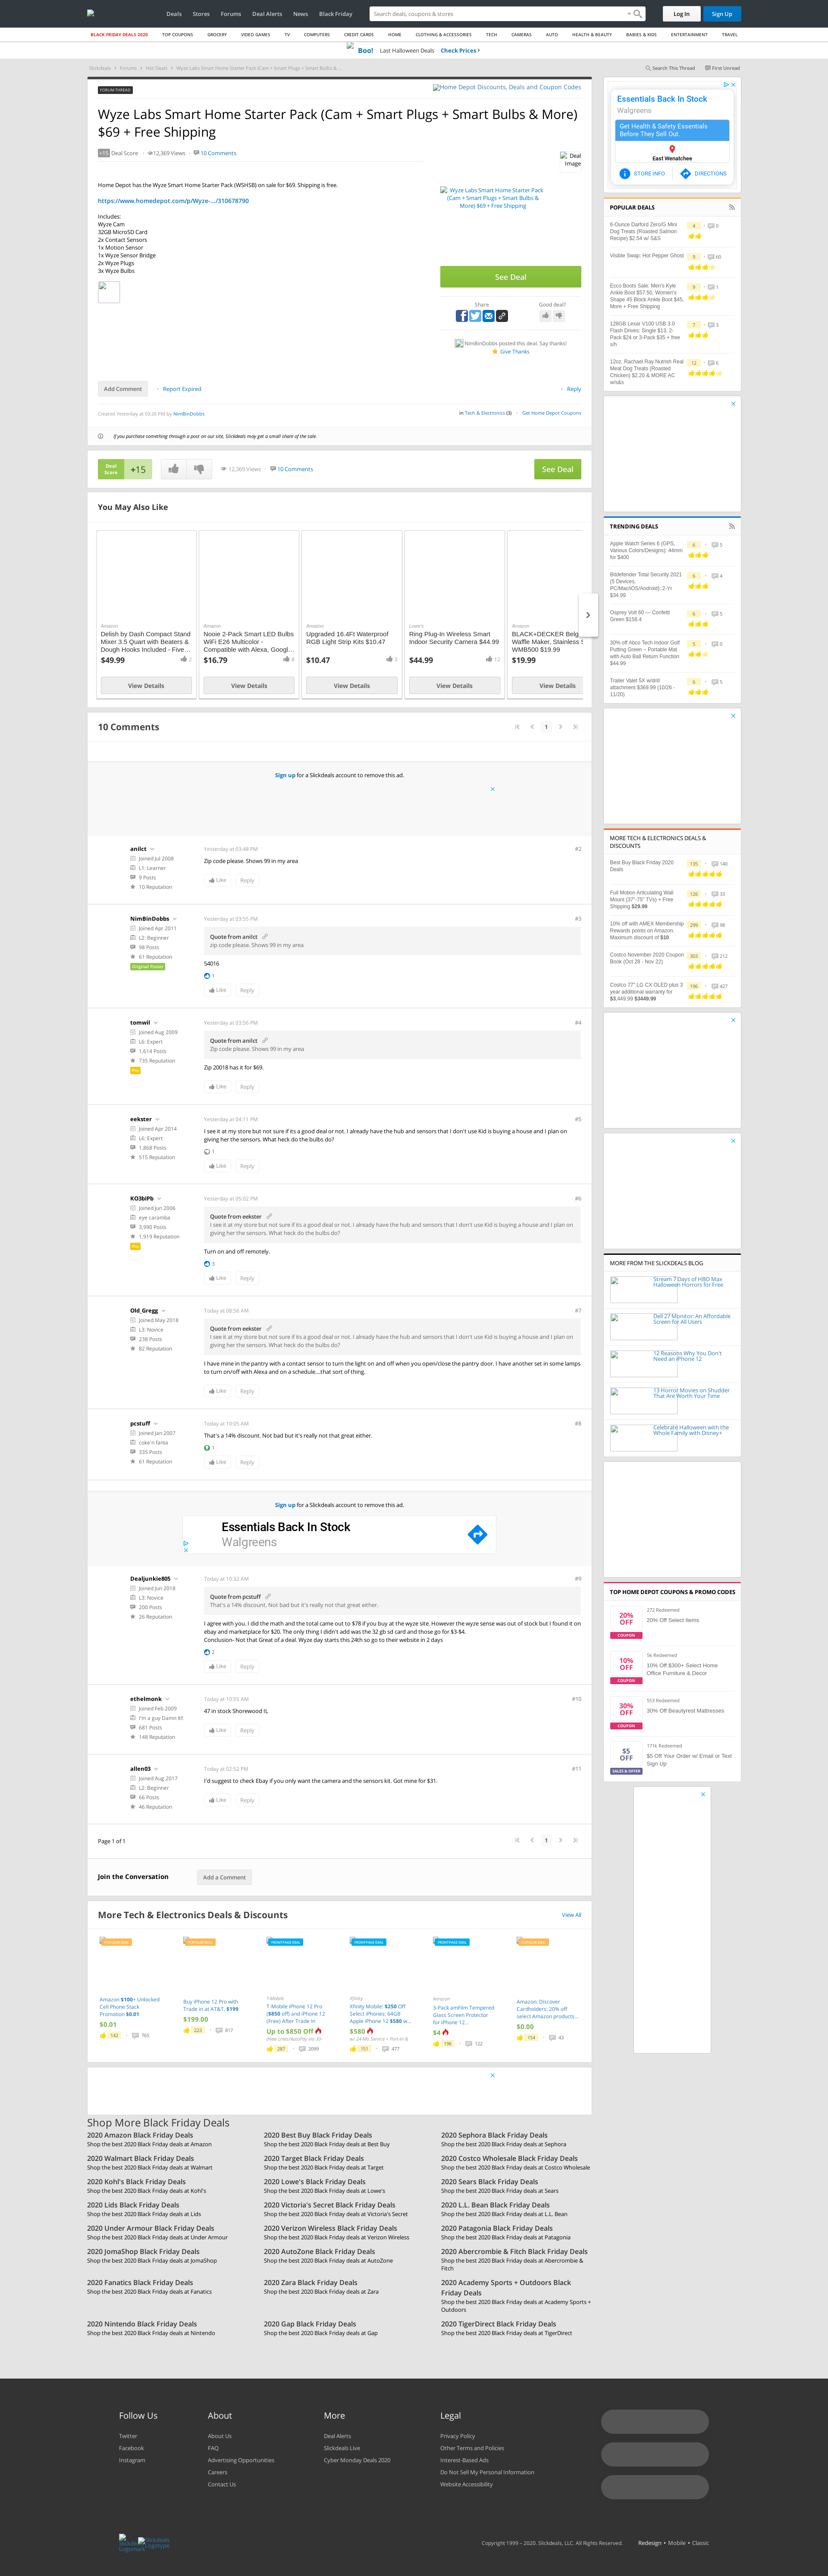 Deals Stores Forums Deal Alerts News Black Friday
Search deals, coupons & stores
Log In
Sign Up
BLACK FRIDAY DEALS 2020 TOP COUPONS GROCERY VIDEO GAMES TV COMPUTERS CREDIT CARDS HOME CLOTHING & ACCESSORIES TECH CAMERAS AUTO HEALTH & BEAUTY BABIES & KIDS ENTERTAINMENT TRAVEL
Boo! Last Halloween Deals Check Prices ›
Slickdeals › Forums › Hot Deals › Wyze Labs Smart Home Starter Pack (Cam + Smart Plugs + Smart Bulbs &...
Search This Thread First Unread
FORUM THREAD
Home Depot Discounts, Deals and Coupon Codes
Wyze Labs Smart Home Starter Pack (Cam + Smart Plugs + Smart Bulbs & More)
$69 + Free Shipping
+15 Deal Score 12,369 Views 10 Comments
Deal
Image
Home Depot has the Wyze Smart Home Starter Pack (WSHSB) on sale for $69. Shipping is free.
https://www.homedepot.com/p/Wyze-.../310678790
Includes:
Wyze Cam
32GB MicroSD Card
2x Contact Sensors
1x Motion Sensor
1x Wyze Sensor Bridge
2x Wyze Plugs
3x Wyze Bulbs
Wyze Labs Smart Home Starter Pack
(Cam + Smart Plugs + Smart Bulbs &
More) $69 + Free Shipping
See Deal
Share
Good deal?
NimBinDobbs posted this deal. Say thanks!
Give Thanks
Add Comment
Report Expired
Reply
Created Yesterday at 03:20 PM by NimBinDobbs
in Tech & Electronics (3) Get Home Depot Coupons
If you purchase something through a post on our site, Slickdeals may get a small share of the sale.
Deal
Score
+15
12,369 Views 10 Comments
See Deal
You May Also Like
Amazon
Delish by Dash Compact Stand
Mixer 3.5 Quart with Beaters &
Dough Hooks Included - Five...
$49.99 2
View Details
Amazon
Nooie 2-Pack Smart LED Bulbs
WiFi E26 Multicolor -
Compatible with Alexa, Googl...
$16.79 8
View Details
Amazon
Upgraded 16.4Ft Waterproof
RGB Light Strip Kits $10.47
$10.47 3
View Details
Lowe's
Ring Plug-In Wireless Smart
Indoor Security Camera $44.99
$44.99 12
View Details
Amazon
BLACK+DECKER Belg
Waffle Maker, Stainless S
WMB500 $19.99
$19.99
View Details
10 Comments
1
Sign up for a Slickdeals account to remove this ad.
anilct
Joined Jul 2008
L1: Learner
9 Posts
10 Reputation
Yesterday at 03:48 PM #2
Zip code please. Shows 99 in my area
Like Reply
NimBinDobbs
Joined Apr 2011
L2: Beginner
98 Posts
61 Reputation
Original Poster
Yesterday at 03:55 PM #3
Quote from anilct
zip code please. Shows 99 in my area
54016
1
Like Reply
tomwil
Joined Aug 2009
L6: Expert
1,614 Posts
735 Reputation
Pro
Yesterday at 03:56 PM #4
Quote from anilct
Zip code please. Shows 99 in my area
Zip 20018 has it for $69.
Like Reply
eekster
Joined Apr 2014
L6: Expert
1,868 Posts
515 Reputation
Yesterday at 04:11 PM #5
I see it at my store but not sure if its a good deal or not. I already have the hub and sensors that I don't use Kid is buying a house and I plan on
giving her the sensors. What heck do the bulbs do?
1
Like Reply
KO3blPb
Joined Jun 2006
eye caramba
3,990 Posts
1,919 Reputation
Pro
Yesterday at 05:02 PM #6
Quote from eekster
I see it at my store but not sure if its a good deal or not. I already have the hub and sensors that I don't use Kid is buying a house and I plan on
giving her the sensors. What heck do the bulbs do?
Turn on and off remotely.
3
Like Reply
Old_Gregg
Joined May 2018
L3: Novice
238 Posts
82 Reputation
Today at 08:56 AM #7
Quote from eekster
I see it at my store but not sure if its a good deal or not. I already have the hub and sensors that I don't use Kid is buying a house and I plan on
giving her the sensors. What heck do the bulbs do?
I have mine in the pantry with a contact sensor to turn the light on and off when you open/close the pantry door. I have another set in some lamps
to turn on/off with Alexa and on a schedule....that sort of thing.
Like Reply
pcstuff
Joined Jan 2007
coke'n fanta
335 Posts
61 Reputation
Today at 10:05 AM #8
That's a 14% discount. Not bad but it's really not that great either.
1
Like Reply
Sign up for a Slickdeals account to remove this ad.
Essentials Back In Stock
Walgreens
Dealjunkie805
Joined Jun 2018
L3: Novice
200 Posts
26 Reputation
Today at 10:32 AM #9
Quote from pcstuff
That's a 14% discount. Not bad but it's really not that great either.
I agree with you. I did the math and the total came out to $78 if you buy at the wyze site. However the wyze sense was out of stock but I found it on
ebay and marketplace for $20. The only thing I didn't add was the 32 gb sd card and those go for $3-$4.
Conclusion- Not that Great of a deal. Wyze day starts this 24th so go to their website in 2 days
2
Like Reply
ethelmonk
Joined Feb 2009
I'm a guy Damn It!!
681 Posts
148 Reputation
Today at 10:55 AM #10
47 in stock Shorewood IL
Like Reply
allen03
Joined Aug 2017
L2: Beginner
66 Posts
46 Reputation
Today at 02:52 PM #11
I'd suggest to check Ebay if you only want the camera and the sensors kit. Got mine for $31.
Like Reply
Page 1 of 1
1
Join the Conversation
Add a Comment
More Tech & Electronics Deals & Discounts
View All
POPULAR DEAL
Amazon $100+ Unlocked
Cell Phone Stack
Promotion $0.01
$0.01
142 765
POPULAR DEAL
Buy iPhone 12 Pro with
Trade in at AT&T, $199
$199.00
223 817
FRONTPAGE DEAL
T-Mobile
T-Mobile iPhone 12 Pro
($850 off) and iPhone 12
(Free) After Trade In
Up to $850 Off
287 2099
FRONTPAGE DEAL
Xfinity
Xfinity Mobile: $250 Off
Select iPhones: 64GB
Apple iPhone 12 $580 w...
$580
w/ 24-Mo. Service + Port-In &
151 477
FRONTPAGE DEAL
Amazon
3-Pack amFilm Tempered
Glass Screen Protector
for iPhone 12...
$4
196 122
POPULAR DEAL
Amazon: Discover
Cardholders: 20% off
select Amazon products...
$0.00
154 43
Shop More Black Friday Deals
2020 Amazon Black Friday Deals
Shop the best 2020 Black Friday deals at Amazon
2020 Best Buy Black Friday Deals
Shop the best 2020 Black Friday deals at Best Buy
2020 Sephora Black Friday Deals
Shop the best 2020 Black Friday deals at Sephora
2020 Walmart Black Friday Deals
Shop the best 2020 Black Friday deals at Walmart
2020 Target Black Friday Deals
Shop the best 2020 Black Friday deals at Target
2020 Costco Wholesale Black Friday Deals
Shop the best 2020 Black Friday deals at Costco Wholesale
2020 Kohl's Black Friday Deals
Shop the best 2020 Black Friday deals at Kohl's
2020 Lowe's Black Friday Deals
Shop the best 2020 Black Friday deals at Lowe's
2020 Sears Black Friday Deals
Shop the best 2020 Black Friday deals at Sears
2020 Lids Black Friday Deals
Shop the best 2020 Black Friday deals at Lids
2020 Victoria's Secret Black Friday Deals
Shop the best 2020 Black Friday deals at Victoria's Secret
2020 L.L. Bean Black Friday Deals
Shop the best 2020 Black Friday deals at L.L. Bean
2020 Under Armour Black Friday Deals
Shop the best 2020 Black Friday deals at Under Armour
2020 Verizon Wireless Black Friday Deals
Shop the best 2020 Black Friday deals at Verizon Wireless
2020 Patagonia Black Friday Deals
Shop the best 2020 Black Friday deals at Patagonia
2020 JomaShop Black Friday Deals
Shop the best 2020 Black Friday deals at JomaShop
2020 AutoZone Black Friday Deals
Shop the best 2020 Black Friday deals at AutoZone
2020 Abercrombie & Fitch Black Friday Deals
Shop the best 2020 Black Friday deals at Abercrombie &
Fitch
2020 Fanatics Black Friday Deals
Shop the best 2020 Black Friday deals at Fanatics
2020 Zara Black Friday Deals
Shop the best 2020 Black Friday deals at Zara
2020 Academy Sports + Outdoors Black
Friday Deals
Shop the best 2020 Black Friday deals at Academy Sports +
Outdoors
2020 Nintendo Black Friday Deals
Shop the best 2020 Black Friday deals at Nintendo
2020 Gap Black Friday Deals
Shop the best 2020 Black Friday deals at Gap
2020 TigerDirect Black Friday Deals
Shop the best 2020 Black Friday deals at TigerDirect
Essentials Back In Stock
Walgreens
Get Health & Safety Essentials
Before They Sell Out.
East Wenatchee
STORE INFO
DIRECTIONS
POPULAR DEALS
6-Ounce Darford Zero/G Mini
Dog Treats (Roasted Salmon
Recipe) $2.54 w/ S&S
4 0
Visible Swap: Hot Pepper Ghost
9 60
Ecco Boots Sale: Men's Kyle
Ankle Boot $57.50, Women's
Shape 45 Block Ankle Boot $45,
More + Free Shipping
9 1
128GB Lexar V100 USB 3.0
Flash Drives: Single $13, 2-
Pack $24 or 3-Pack $35 + free
s/h
7 3
12oz. Rachael Ray Nutrish Real
Meat Dog Treats (Roasted
Chicken) $2.20 & MORE AC
w/s&s
12 6
TRENDING DEALS
Apple Watch Series 6 (GPS,
Various Colors/Designs): 44mm
for $400
6 5
Bitdefender Total Security 2021
(5 Devices,
PC/Mac/iOS/Android): 2-Yr
$34.99
6 4
Osprey Volt 60 — Confetti
Green $156.4
6 5
30% off Abco Tech Indoor Golf
Putting Green – Portable Mat
with Auto Ball Return Function
$44.99
5 0
Trailer Valet 5X w/drill
attachment $369.99 (10/26 -
11/20)
6 5
MORE TECH & ELECTRONICS DEALS &
DISCOUNTS
Best Buy Black Friday 2020
Deals
135 140
Full Motion Articulating Wall
Mount (37"-75" TVs) + Free
Shipping $29.99
126 33
10% off with AMEX Membership
Rewards points on Amazon.
Maximum discount of $10
299 98
Costco November 2020 Coupon
Book (Oct 28 - Nov 22)
303 212
Costco 77" LG CX OLED plus 3
year additional warranty for
$3,449.99 $3449.99
196 427
MORE FROM THE SLICKDEALS BLOG
Stream 7 Days of HBO Max
Halloween Horrors for Free
Dell 27 Monitor: An Affordable
Screen for All Users
12 Reasons Why You Don't
Need an iPhone 12
13 Horror Movies on Shudder
That Are Worth Your Time
Celebrate Halloween with the
Whole Family with Disney+
TOP HOME DEPOT COUPONS & PROMO CODES
20%
OFF
COUPON
272 Redeemed
20% Off Select Items
10%
OFF
COUPON
5k Redeemed
10% Off $300+ Select Home
Office Furniture & Decor
30%
OFF
COUPON
553 Redeemed
30% Off Beautyrest Mattresses
$5
OFF
SALES & OFFER
171k Redeemed
$5 Off Your Order w/ Email or Text
Sign Up
Follow Us
Twitter
Facebook
Instagram
About
About Us
FAQ
Advertising Opportunities
Careers
Contact Us
More
Deal Alerts
Slickdeals Live
Cyber Monday Deals 2020
Legal
Privacy Policy
Other Terms and Policies
Interest-Based Ads
Do Not Sell My Personal Information
Website Accessibility
Copyright 1999 – 2020. Slickdeals, LLC. All Rights Reserved.
Redesign • Mobile • Classic